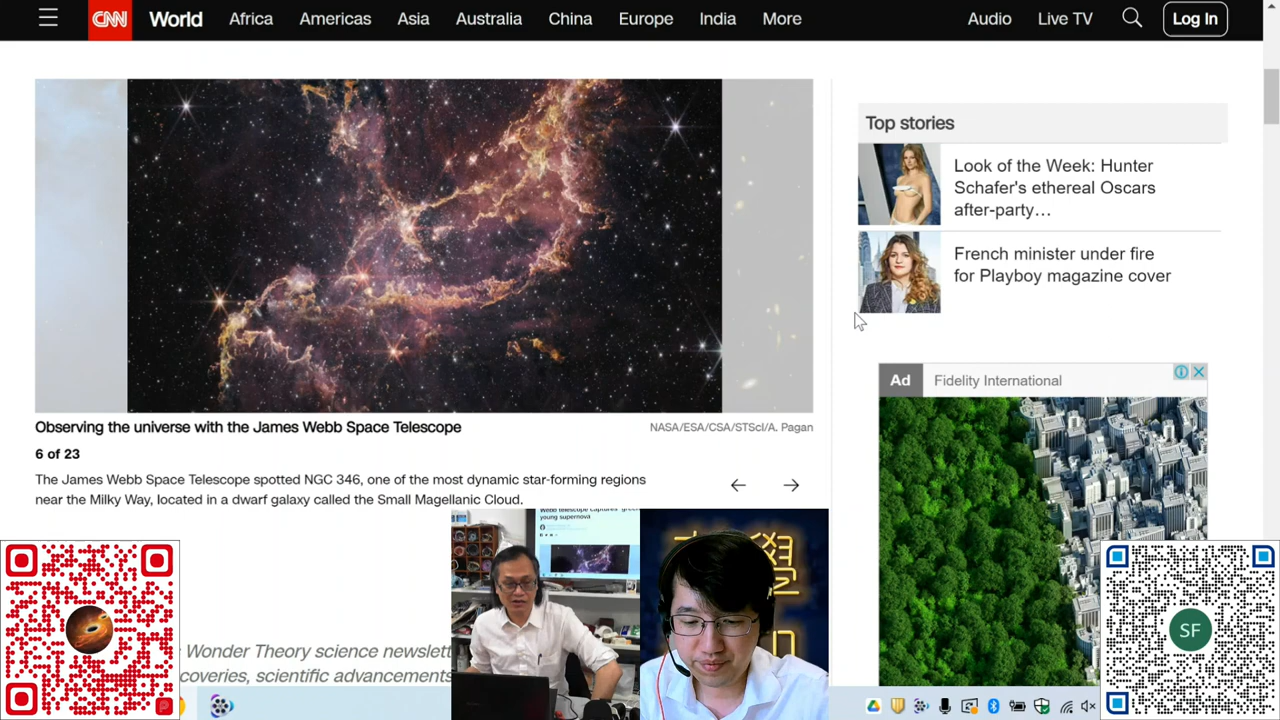 CNN World Africa Americas Asia Australia China Europe India More Audio Live TV Log In
Top stories
Look of the Week: Hunter
Schafer's ethereal Oscars
after-party…
French minister under fire
for Playboy magazine cover
Ad Fidelity International
Observing the universe with the James Webb Space Telescope
NASA/ESA/CSA/STScI/A. Pagan
6 of 23
The James Webb Space Telescope spotted NGC 346, one of the most dynamic star-forming regions
near the Milky Way, located in a dwarf galaxy called the Small Magellanic Cloud.
young supernova
Wonder Theory science newslett
coveries, scientific advancements
SF